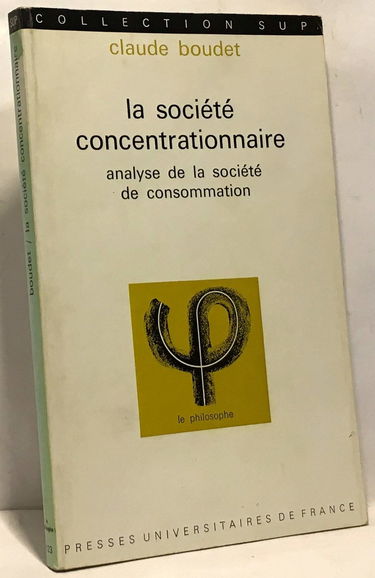 COLLECTION SUP
claude boudet
la société
concentrationnaire
analyse de la société
de consommation
le philosophe
PRESSES UNIVERSITAIRES DE FRANCE
SUP
boudet / la société concentrationnaire